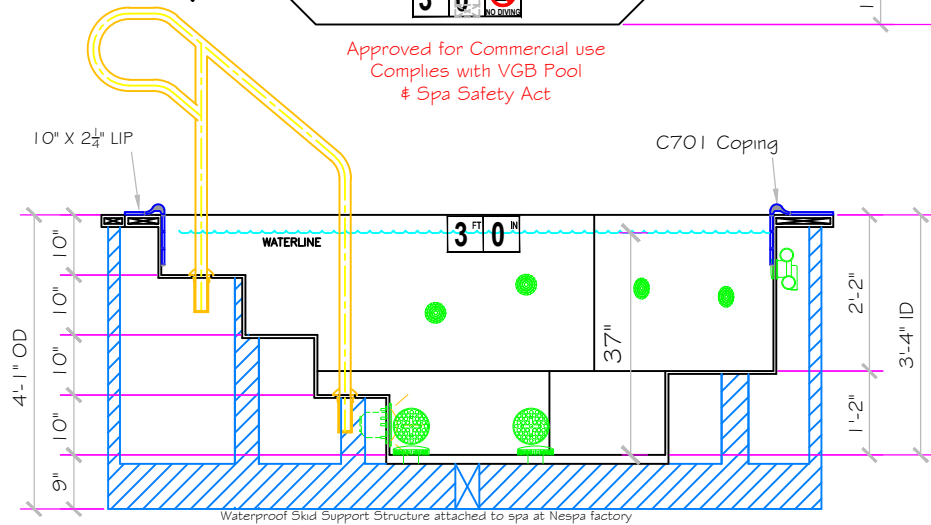 3 0 NO DIVING
Approved for Commercial use
Complies with VGB Pool
& Spa Safety Act
10" X 2¼" LIP
C701 Coping
WATERLINE
3 FT 0 IN
10"
10"
10"
10"
9"
4'-1" OD
37"
2'-2"
1'-2"
3'-4" ID
Waterproof Skid Support Structure attached to spa at Nespa factory